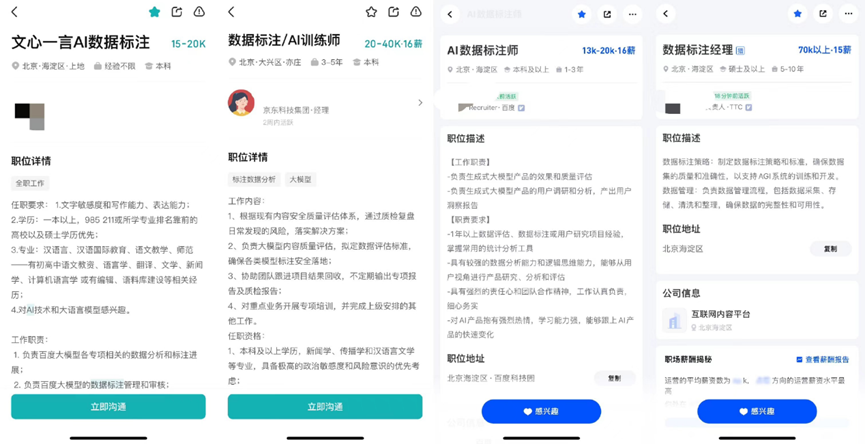 文心一言AI数据标注
15-20K
北京·海淀区·上地 经验不限 本科
职位详情
全职工作
任职要求： 1.文字敏感度和写作能力、表达能力；
2.学历：一本以上，985 211或所学专业排名靠前的
高校以及硕士学历优先；
3.专业：汉语言、汉语国际教育、语文教学、师范
——有初高中语文教资、语言学、翻译、文学、新闻
学、计算机语言学 或有编辑、语料库建设等相关经
历；
4.对AI技术和大语言模型感兴趣。
工作职责：
1. 负责百度大模型各专项相关的数据分析和标注进
展；
2. 负责百度大模型的数据标注管理和审核；
立即沟通
数据标注/AI训练师
20-40K·16薪
北京·大兴区·亦庄 3-5年 本科
京东科技集团·经理
2周内活跃
职位详情
标注数据分析 大模型
工作内容：
1、根据现有内容安全质量评估体系，通过质检复盘
日常发现的风险，落实解决方案；
2、负责大模型内容质量评估，拟定数据评估标准，
确保各类模型标注安全落地；
3、协助团队跟进项目结果回收，不定期输出专项报
告及质检报告；
4、对重点业务开展专项培训，并完成上级安排的其
他工作。
任职资格：
1、本科及以上学历，新闻学、传播学和汉语言文学
等专业，具备极高的政治敏感度和风险意识的优先考
虑；
立即沟通
AI数据标注师
AI数据标注师
13k-20k·16薪
北京·海淀区 本科及以上 1-3年
Recruiter·百度
职位描述
【工作职责】
-负责生成式大模型产品的效果和质量评估
-负责生成式大模型产品的用户调研和分析，产出用户
洞察报告
【职责要求】
-1年以上数据评估、数据标注或用户研究项目经验，
掌握常用的统计分析工具
-具有较强的数据分析能力和逻辑思维能力，能够从用
户视角进行产品研究、分析和评估
-具有强烈的责任心和团队合作精神，工作认真负责、
细心务实
-对AI产品抱有强烈热情，学习能力强，能够跟上AI产
品的快速变化
职位地址
北京海淀区·百度科技园
复制
感兴趣
数据标注经理
70k以上·15薪
北京·海淀区 硕士及以上 5-10年
分钟前活跃
责人·TTC
职位描述
数据标注策略：制定数据标注策略和标准，确保数据
集的质量和准确性，以支持AGI系统的训练和开发。
数据管理：负责数据管理流程，包括数据采集、存
储、清洗和整理，确保数据的完整性和可用性。
职位地址
北京海淀区
复制
公司信息
互联网内容平台
北京海淀区
职场薪酬揭秘
查看薪酬报告
运营的平均薪资数为 k， 方向的运营薪资水平最
高
感兴趣